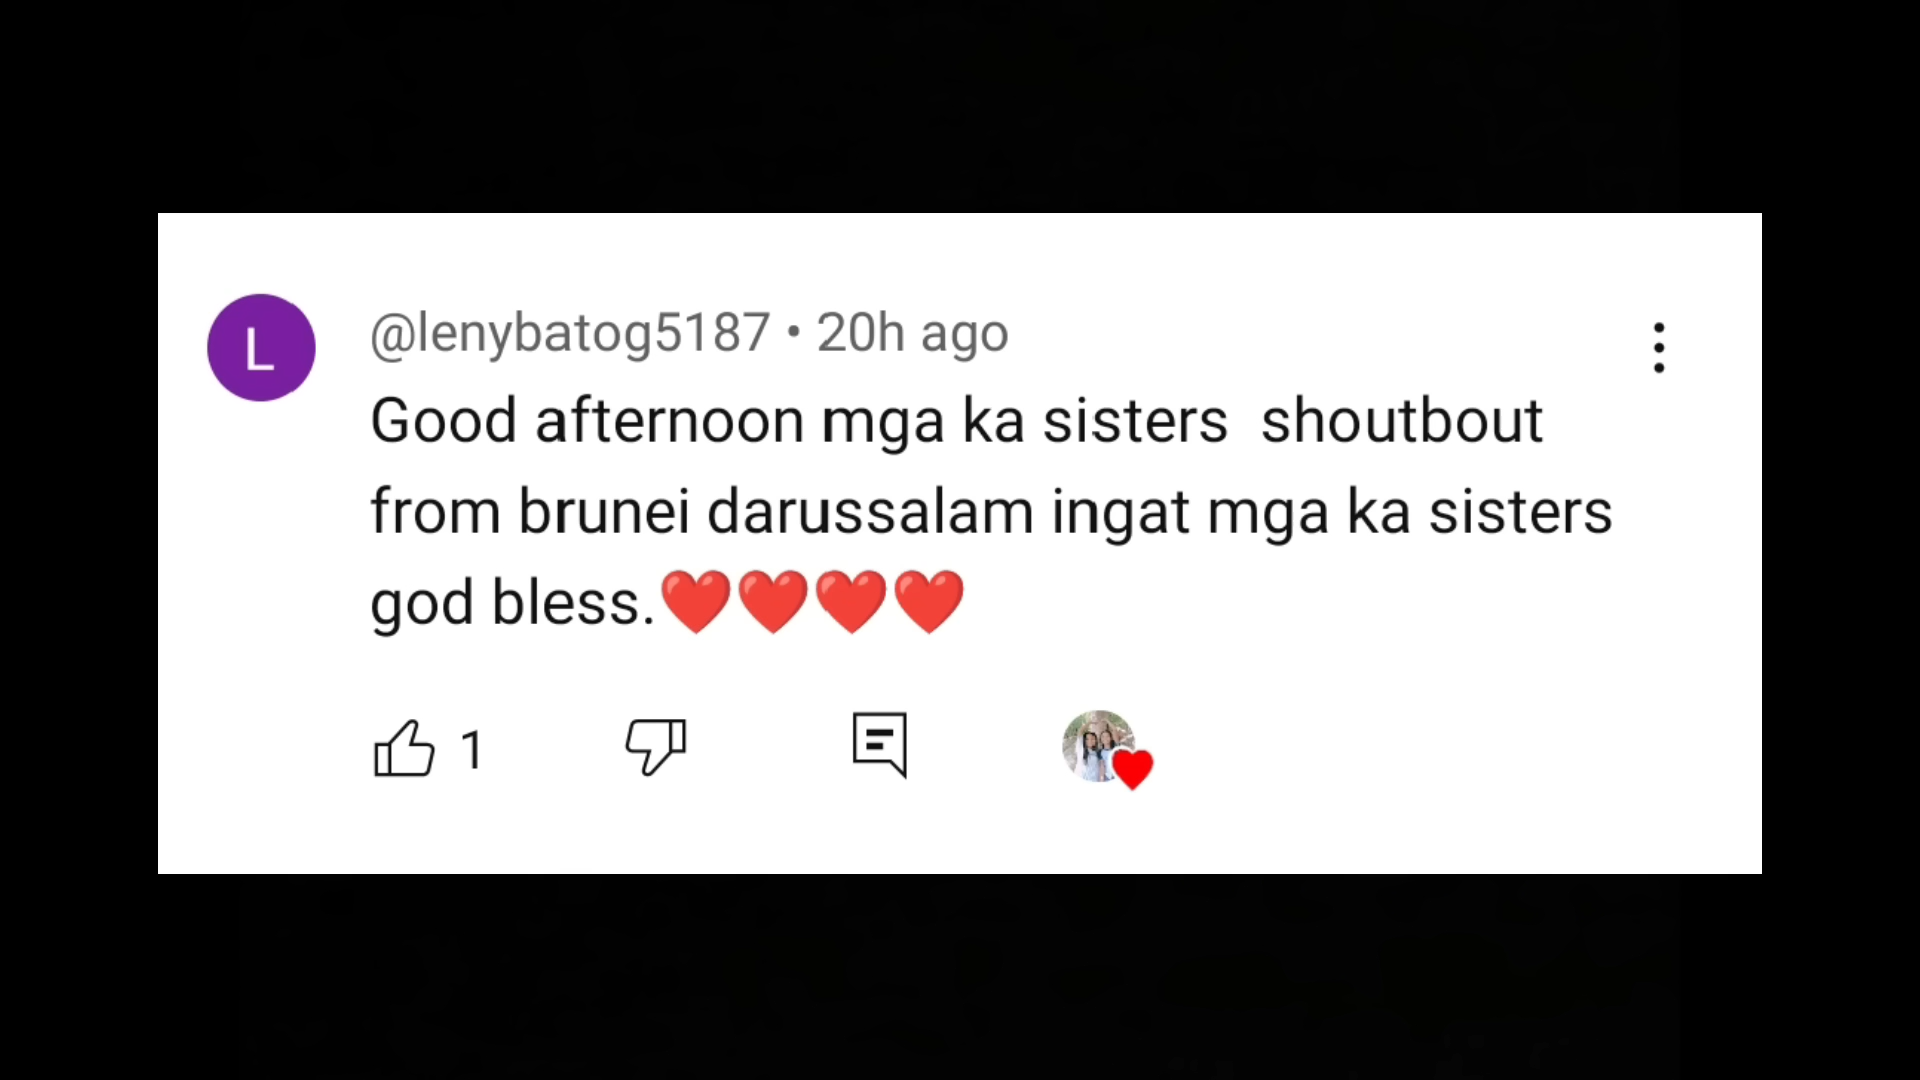 L
@lenybatog5187 • 20h ago
Good afternoon mga ka sisters  shoutbout
from brunei darussalam ingat mga ka sisters
god bless.❤️❤️❤️❤️
1